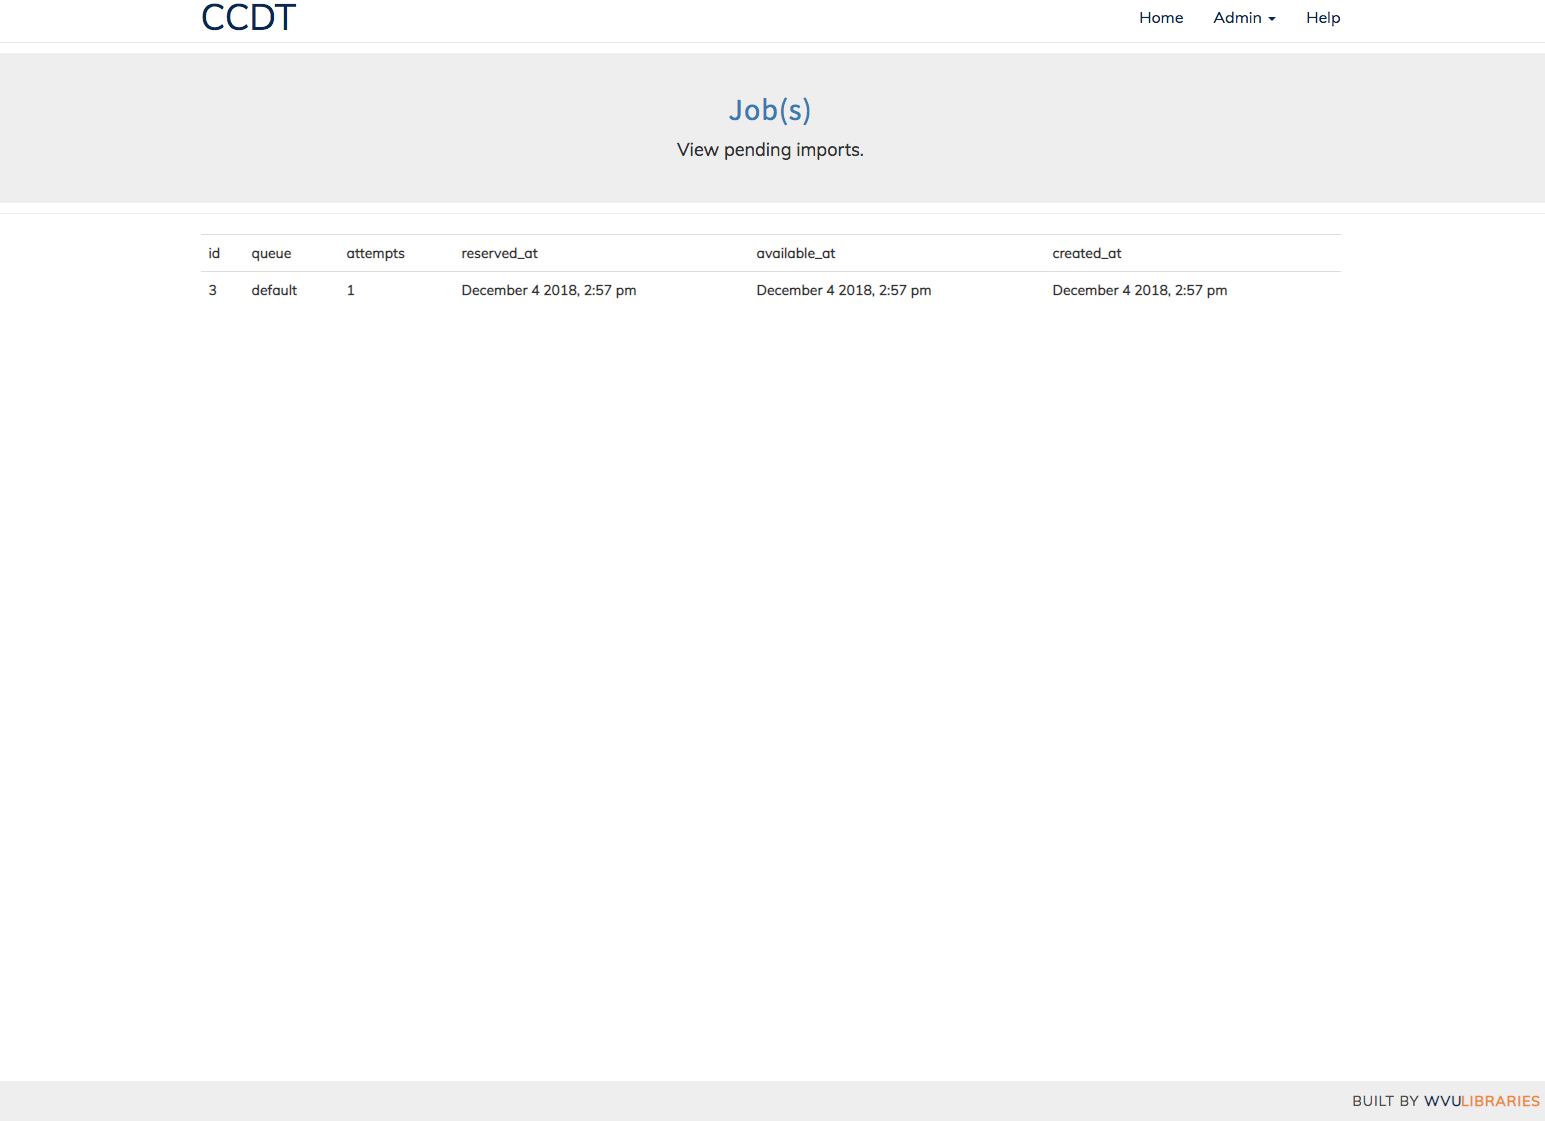 CCDT Home Admin Help
Job(s)
View pending imports.
id queue attempts reserved_at available_at created_at
3 default 1 December 4 2018, 2:57 pm December 4 2018, 2:57 pm December 4 2018, 2:57 pm
BUILT BY WVULIBRARIES